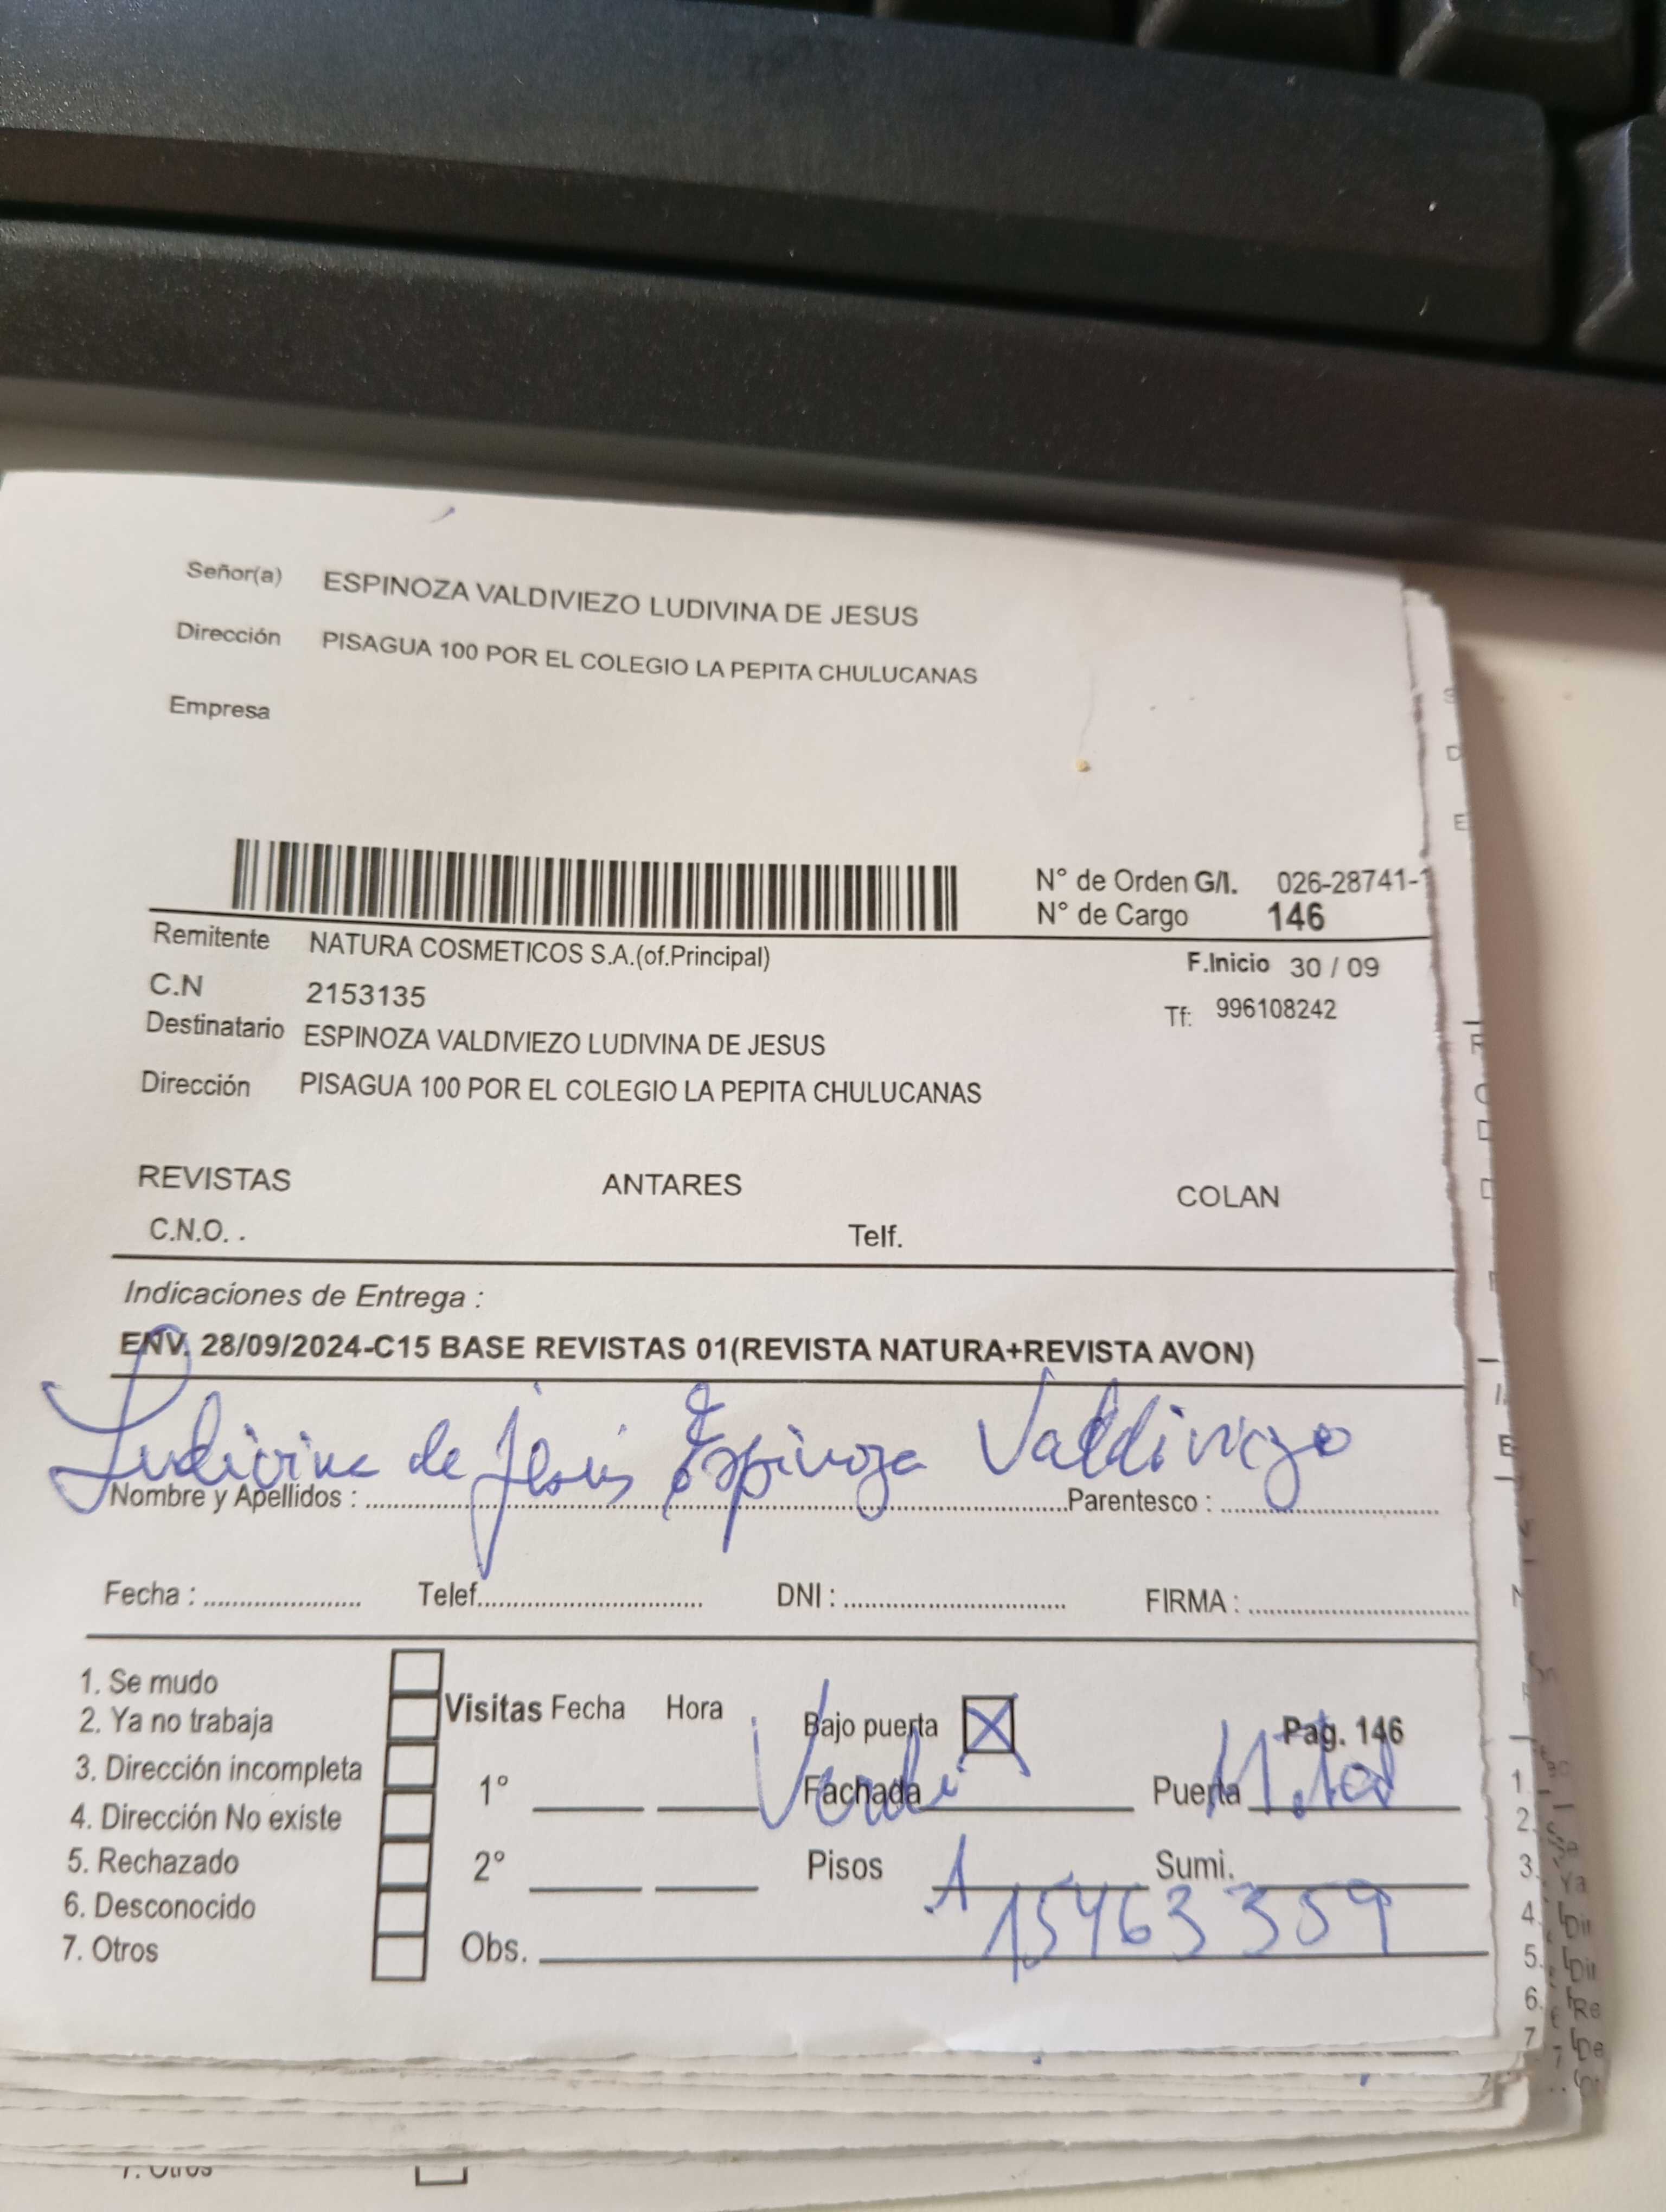 Señor(a) ESPINOZA VALDIVIEZO LUDIVINA DE JESUS
Dirección PISAGUA 100 POR EL COLEGIO LA PEPITA CHULUCANAS
Empresa
N° de Orden G/I. 026-28741-1
N° de Cargo 146
Remitente NATURA COSMETICOS S.A.(of.Principal) F.Inicio 30 / 09
C.N 2153135 Tf: 996108242
Destinatario ESPINOZA VALDIVIEZO LUDIVINA DE JESUS
Dirección PISAGUA 100 POR EL COLEGIO LA PEPITA CHULUCANAS
REVISTAS ANTARES COLAN
C.N.O. . Telf.
Indicaciones de Entrega :
ENV. 28/09/2024-C15 BASE REVISTAS 01(REVISTA NATURA+REVISTA AVON)
Ludivina de Jesús Espinoza Valdiviezo
Nombre y Apellidos : Parentesco :
Fecha : Telef. DNI : FIRMA :
1. Se mudo
2. Ya no trabaja
3. Dirección incompleta
4. Dirección No existe
5. Rechazado
6. Desconocido
7. Otros
Visitas Fecha Hora
1°
2°
Obs.
Bajo puerta X Pag. 146
Fachada Verde Puerta
Pisos 1 Sumi.
15463359
7. Otros